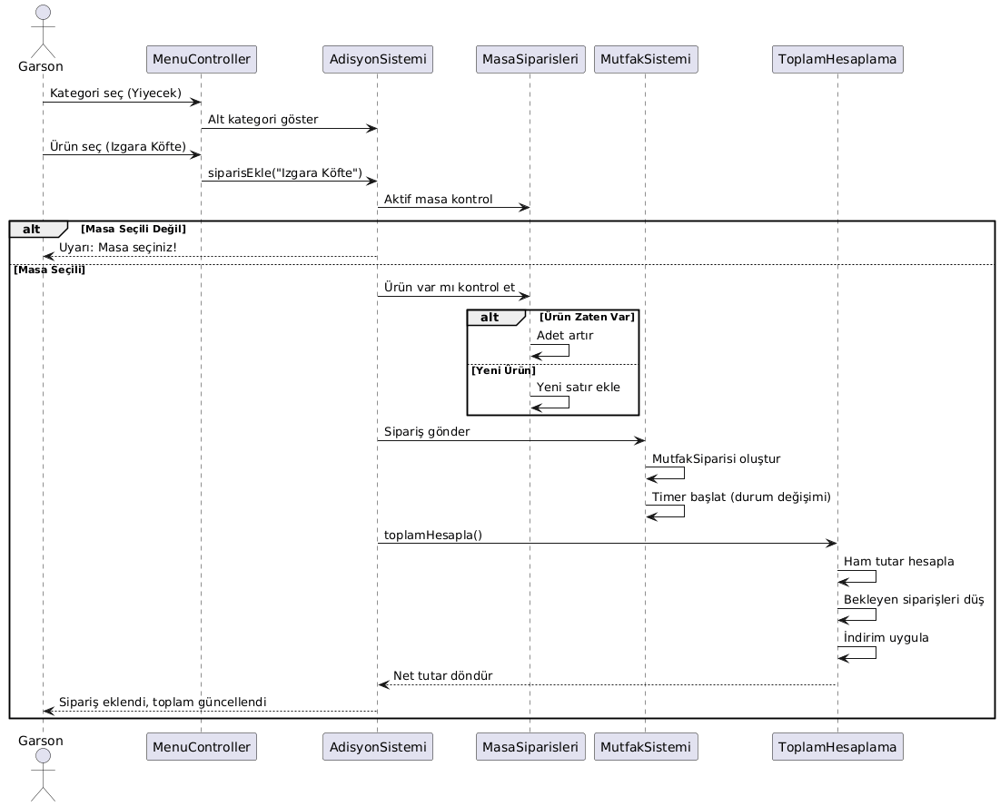 Garson
MenuController
AdisyonSistemi
MasaSiparisleri
MutfakSistemi
ToplamHesaplama
Kategori seç (Yiyecek)
Alt kategori göster
Ürün seç (Izgara Köfte)
siparisEkle("Izgara Köfte")
Aktif masa kontrol
alt [Masa Seçili Değil]
Uyarı: Masa seçiniz!
[Masa Seçili]
Ürün var mı kontrol et
alt [Ürün Zaten Var]
Adet artır
[Yeni Ürün]
Yeni satır ekle
Sipariş gönder
MutfakSiparisi oluştur
Timer başlat (durum değişimi)
toplamHesapla()
Ham tutar hesapla
Bekleyen siparişleri düş
İndirim uygula
Net tutar döndür
Sipariş eklendi, toplam güncellendi
Garson
MenuController
AdisyonSistemi
MasaSiparisleri
MutfakSistemi
ToplamHesaplama